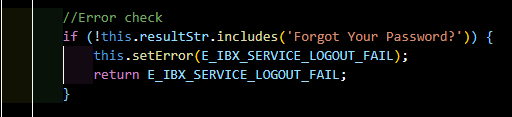 //Error check
if (!this.resultStr.includes('Forgot Your Password?')) {
this.setError(E_IBX_SERVICE_LOGOUT_FAIL);
return E_IBX_SERVICE_LOGOUT_FAIL;
}